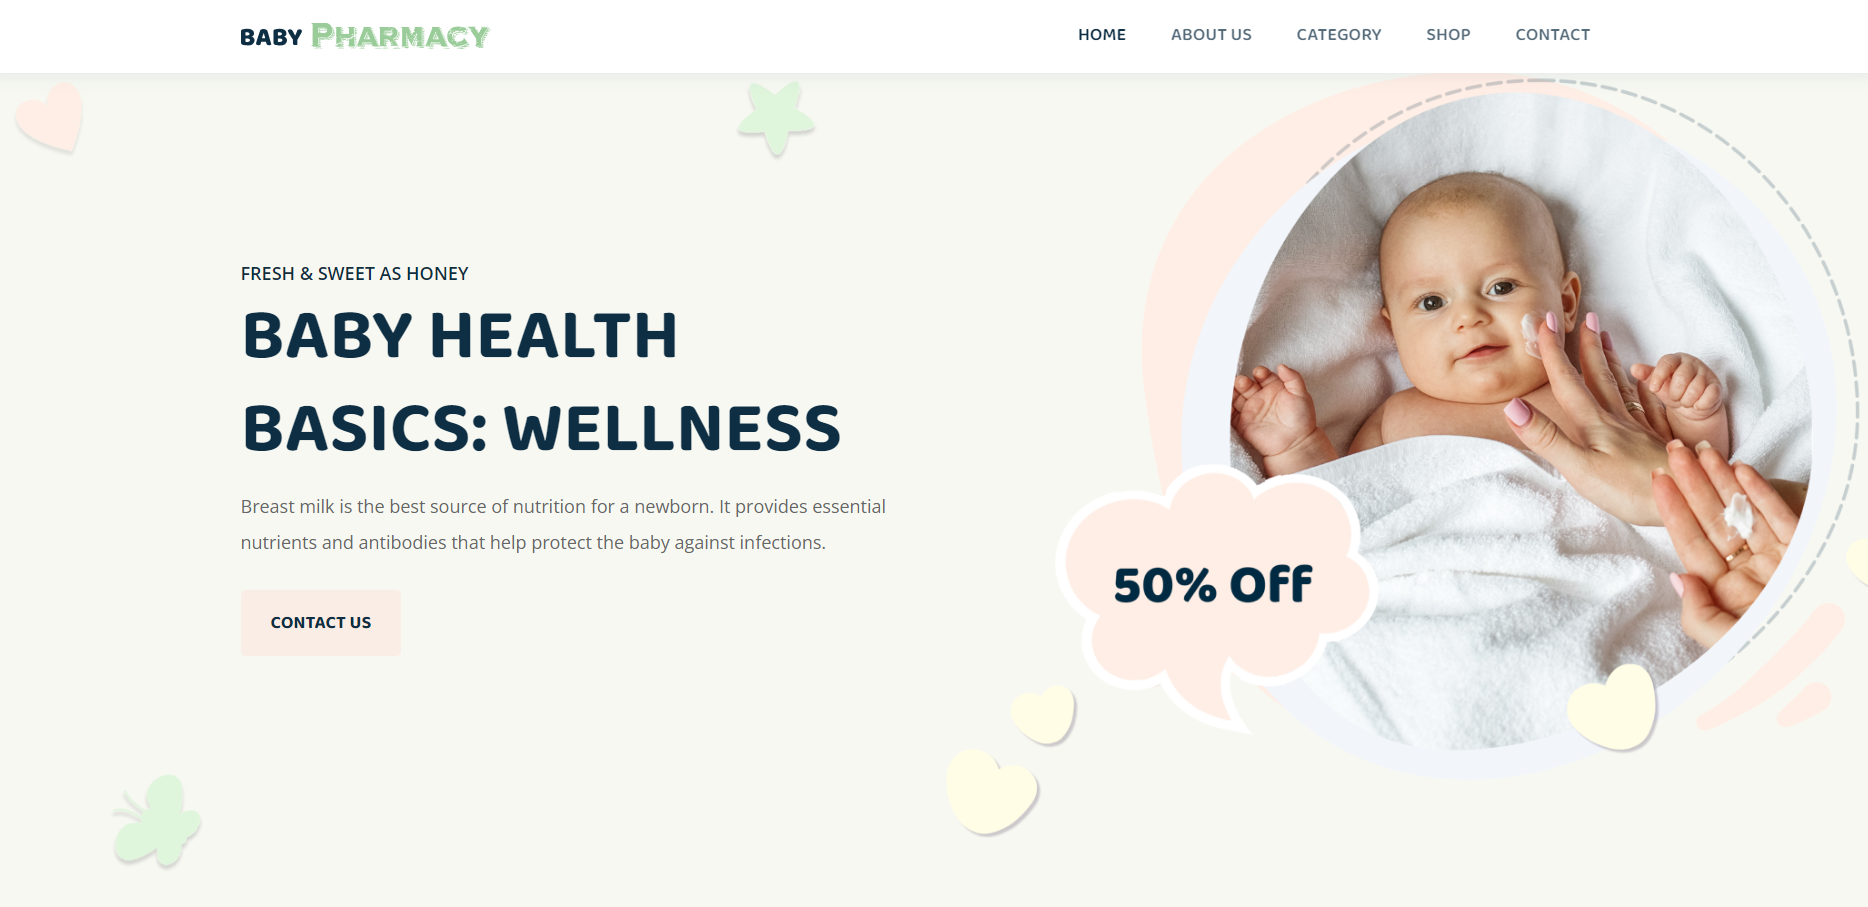 BABY PHARMACY
HOME ABOUT US CATEGORY SHOP CONTACT
FRESH & SWEET AS HONEY
BABY HEALTH
BASICS: WELLNESS
Breast milk is the best source of nutrition for a newborn. It provides essential
nutrients and antibodies that help protect the baby against infections.
CONTACT US
50% Off